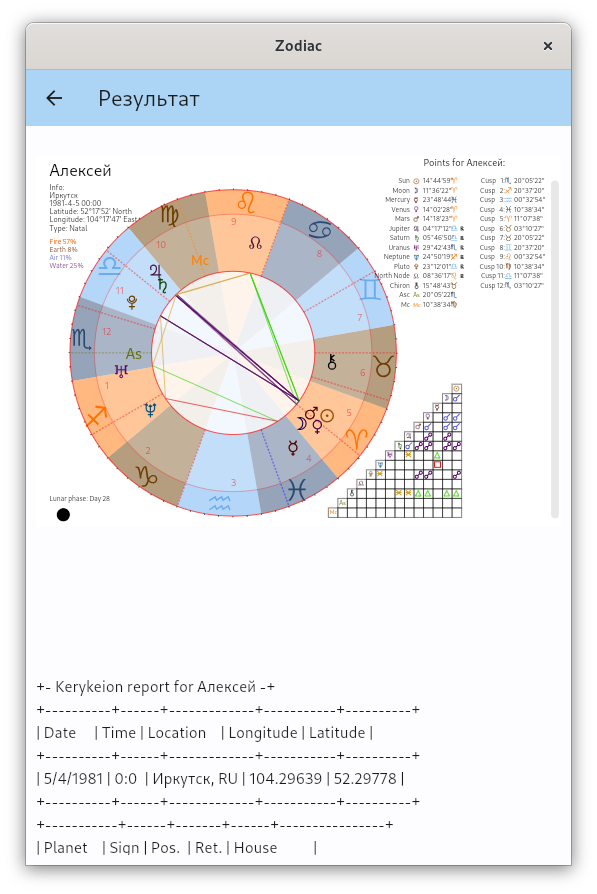 Zodiac
Результат
Алексей
Info:
Иркутск
1981-4-5 00:00
Latitude: 52°17'52' North
Longitude: 104°17'47' East
Type: Natal
Fire 57%
Earth 8%
Air 11%
Water 25%
Points for Алексей:
Sun 14°44'59"
Moon 11°36'22"
Mercury 23°48'44"
Venus 14°02'28"
Mars 14°18'23"
Jupiter 04°17'12"
Saturn 05°46'50"
Uranus 29°42'43"
Neptune 24°50'19"
Pluto 23°12'01"
North Node 08°36'17"
Chiron 15°48'43"
Asc As 20°05'22"
Mc Mc 10°38'34"
Cusp 1: 20°05'22"
Cusp 2: 20°37'20"
Cusp 3: 00°32'54"
Cusp 4: 10°38'34"
Cusp 5: 11°07'38"
Cusp 6: 03°10'27"
Cusp 7: 20°05'22"
Cusp 8: 20°37'20"
Cusp 9: 00°32'54"
Cusp 10: 10°38'34"
Cusp 11: 11°07'38"
Cusp 12: 03°10'27"
9
10
8
Mc
11
7
12
As
6
1
5
2
4
3
As
Mc
Lunar phase: Day 28
+- Kerykeion report for Алексей -+
+----------+------+-------------+-----------+----------+
| Date | Time | Location | Longitude | Latitude |
+----------+------+-------------+-----------+----------+
| 5/4/1981 | 0:0 | Иркутск, RU | 104.29639 | 52.29778 |
+----------+------+-------------+-----------+----------+
+-----------+------+-------+------+----------------+
| Planet | Sign | Pos. | Ret. | House |